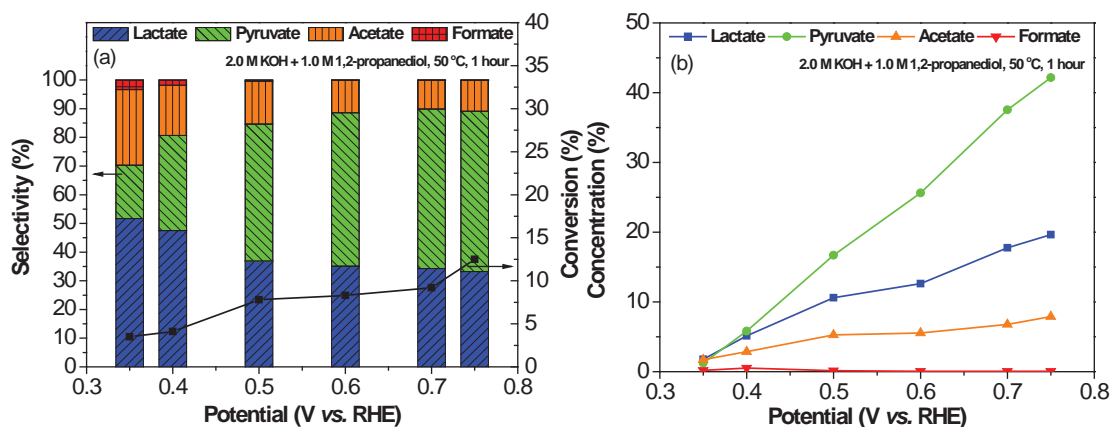 (a)
Lactate Pyruvate Acetate Formate
2.0 M KOH + 1.0 M 1,2-propanediol, 50 °C, 1 hour
Selectivity (%)
100
90
80
70
60
50
40
30
20
10
0
40
35
30
25
20
15
10
5
0
Conversion (%)
0.3 0.4 0.5 0.6 0.7 0.8
Potential (V vs. RHE)
(b)
Lactate Pyruvate Acetate Formate
2.0 M KOH + 1.0 M 1,2-propanediol, 50 °C, 1 hour
Concentration (%)
50
40
30
20
10
0
0.3 0.4 0.5 0.6 0.7 0.8
Potential (V vs. RHE)